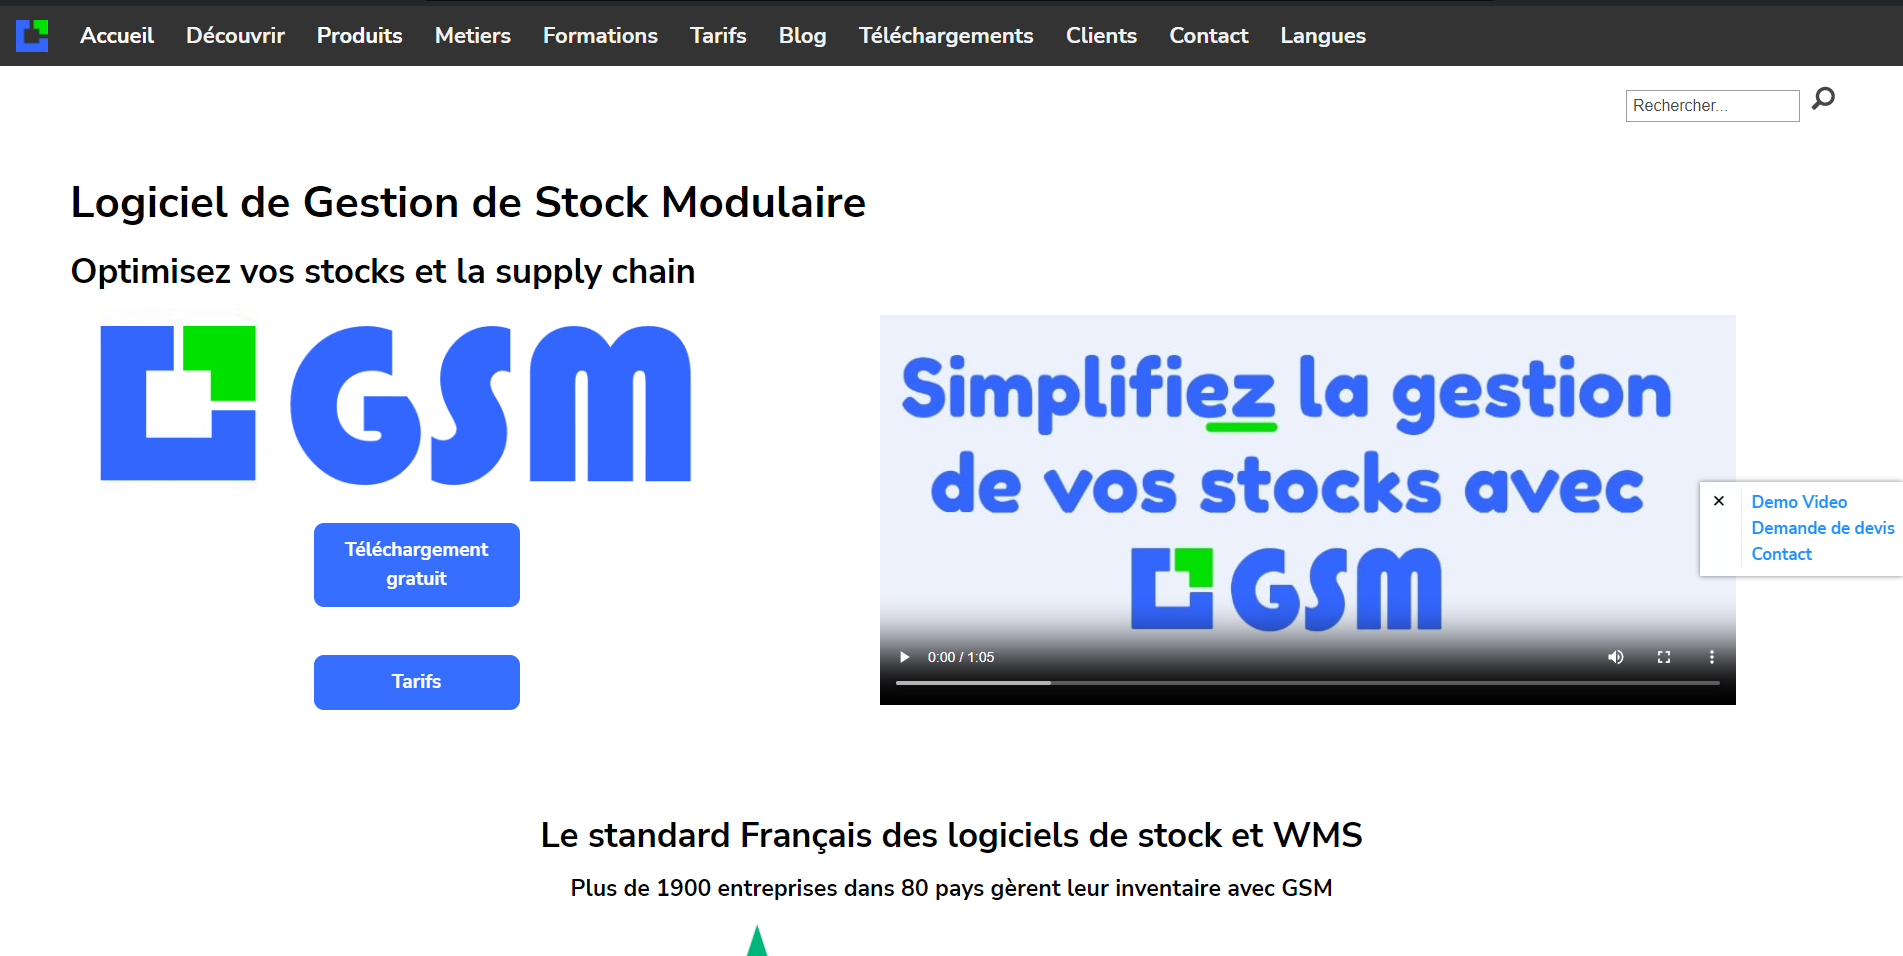 Accueil Découvrir Produits Metiers Formations Tarifs Blog Téléchargements Clients Contact Langues
Rechercher...
Logiciel de Gestion de Stock Modulaire
Optimisez vos stocks et la supply chain
GSM
Téléchargement
gratuit
Tarifs
Simplifiez la gestion
de vos stocks avec
GSM
0:00 / 1:05
× Demo Video
Demande de devis
Contact
Le standard Français des logiciels de stock et WMS
Plus de 1900 entreprises dans 80 pays gèrent leur inventaire avec GSM